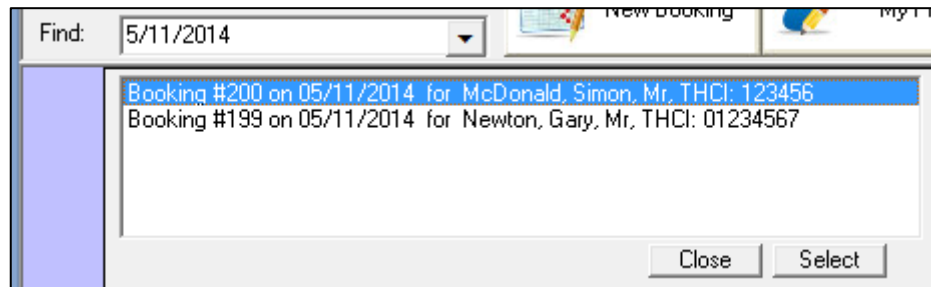 Find:
5/11/2014
New Booking
Booking #200 on 05/11/2014 for McDonald, Simon, Mr, THCI: 123456
Booking #199 on 05/11/2014 for Newton, Gary, Mr, THCI: 01234567
Close
Select